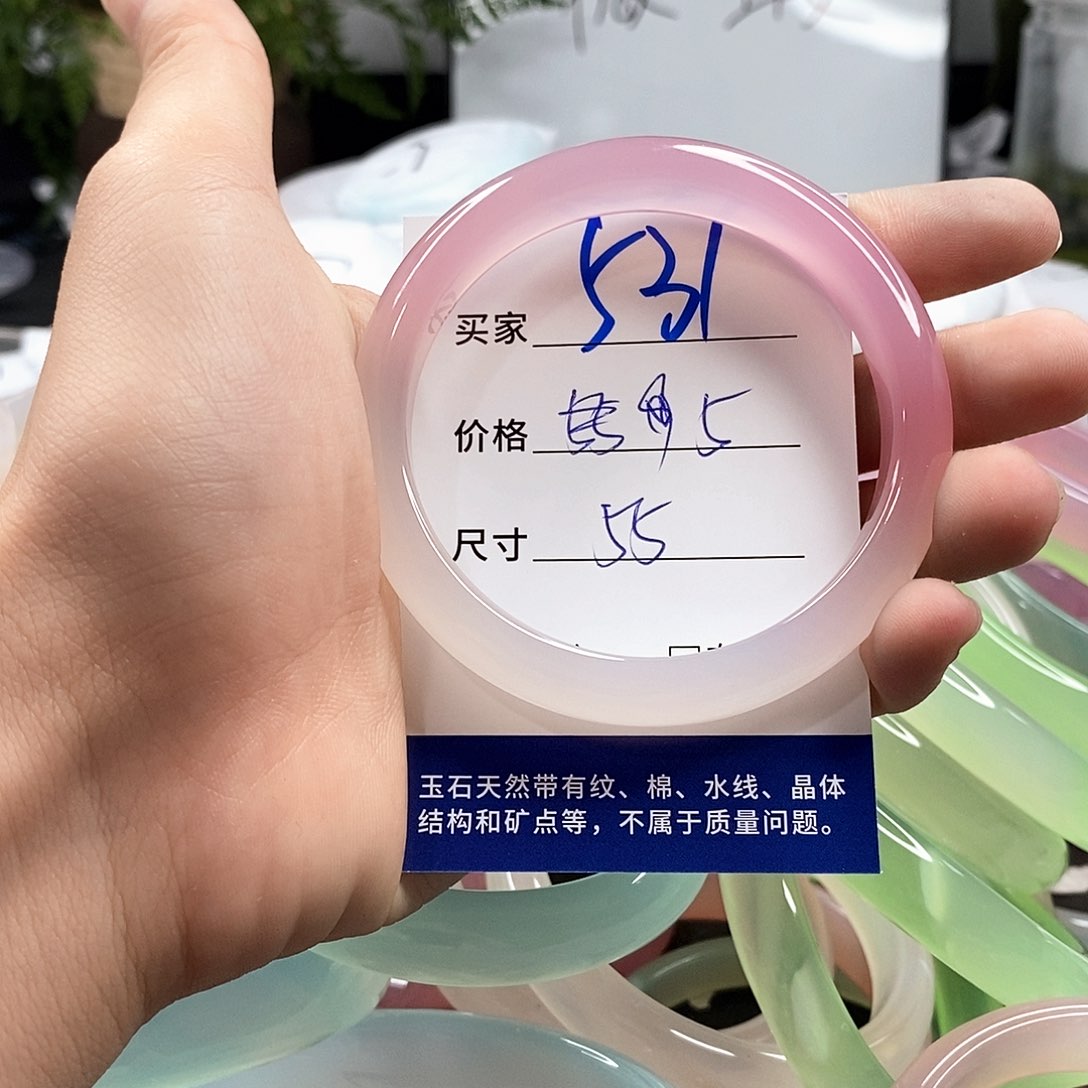 买家 531
价格 5
尺寸 55
玉石天然带有纹、棉、水线、晶体
结构和矿点等，不属于质量问题。